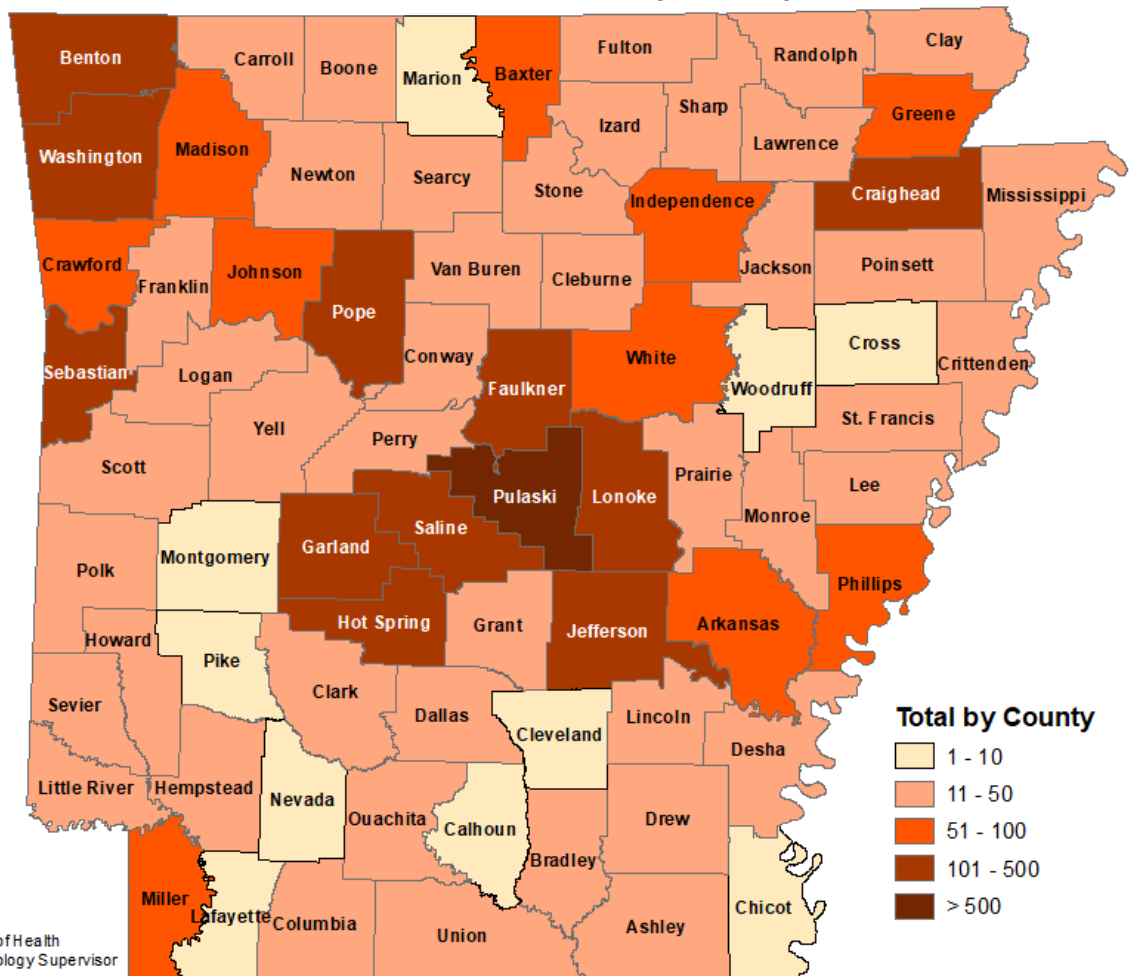 Benton
Carroll
Boone
Marion
Baxter
Fulton
Randolph
Clay
Sharp
Izard
Greene
Lawrence
Washington
Madison
Newton
Searcy
Stone
Independence
Craighead
Mississippi
Crawford
Franklin
Johnson
Pope
Van Buren
Cleburne
Jackson
Poinsett
Sebastian
Logan
Conway
Faulkner
White
Woodruff
Cross
Crittenden
St. Francis
Yell
Perry
Scott
Pulaski
Lonoke
Prairie
Lee
Monroe
Saline
Garland
Montgomery
Polk
Phillips
Hot Spring
Grant
Jefferson
Arkansas
Howard
Pike
Clark
Sevier
Dallas
Lincoln
Cleveland
Desha
Little River
Hempstead
Nevada
Ouachita
Calhoun
Drew
Bradley
Miller
Lafayette
Columbia
Union
Ashley
Chicot
Total by County
1 - 10
11 - 50
51 - 100
101 - 500
> 500
of Health
ology Supervisor